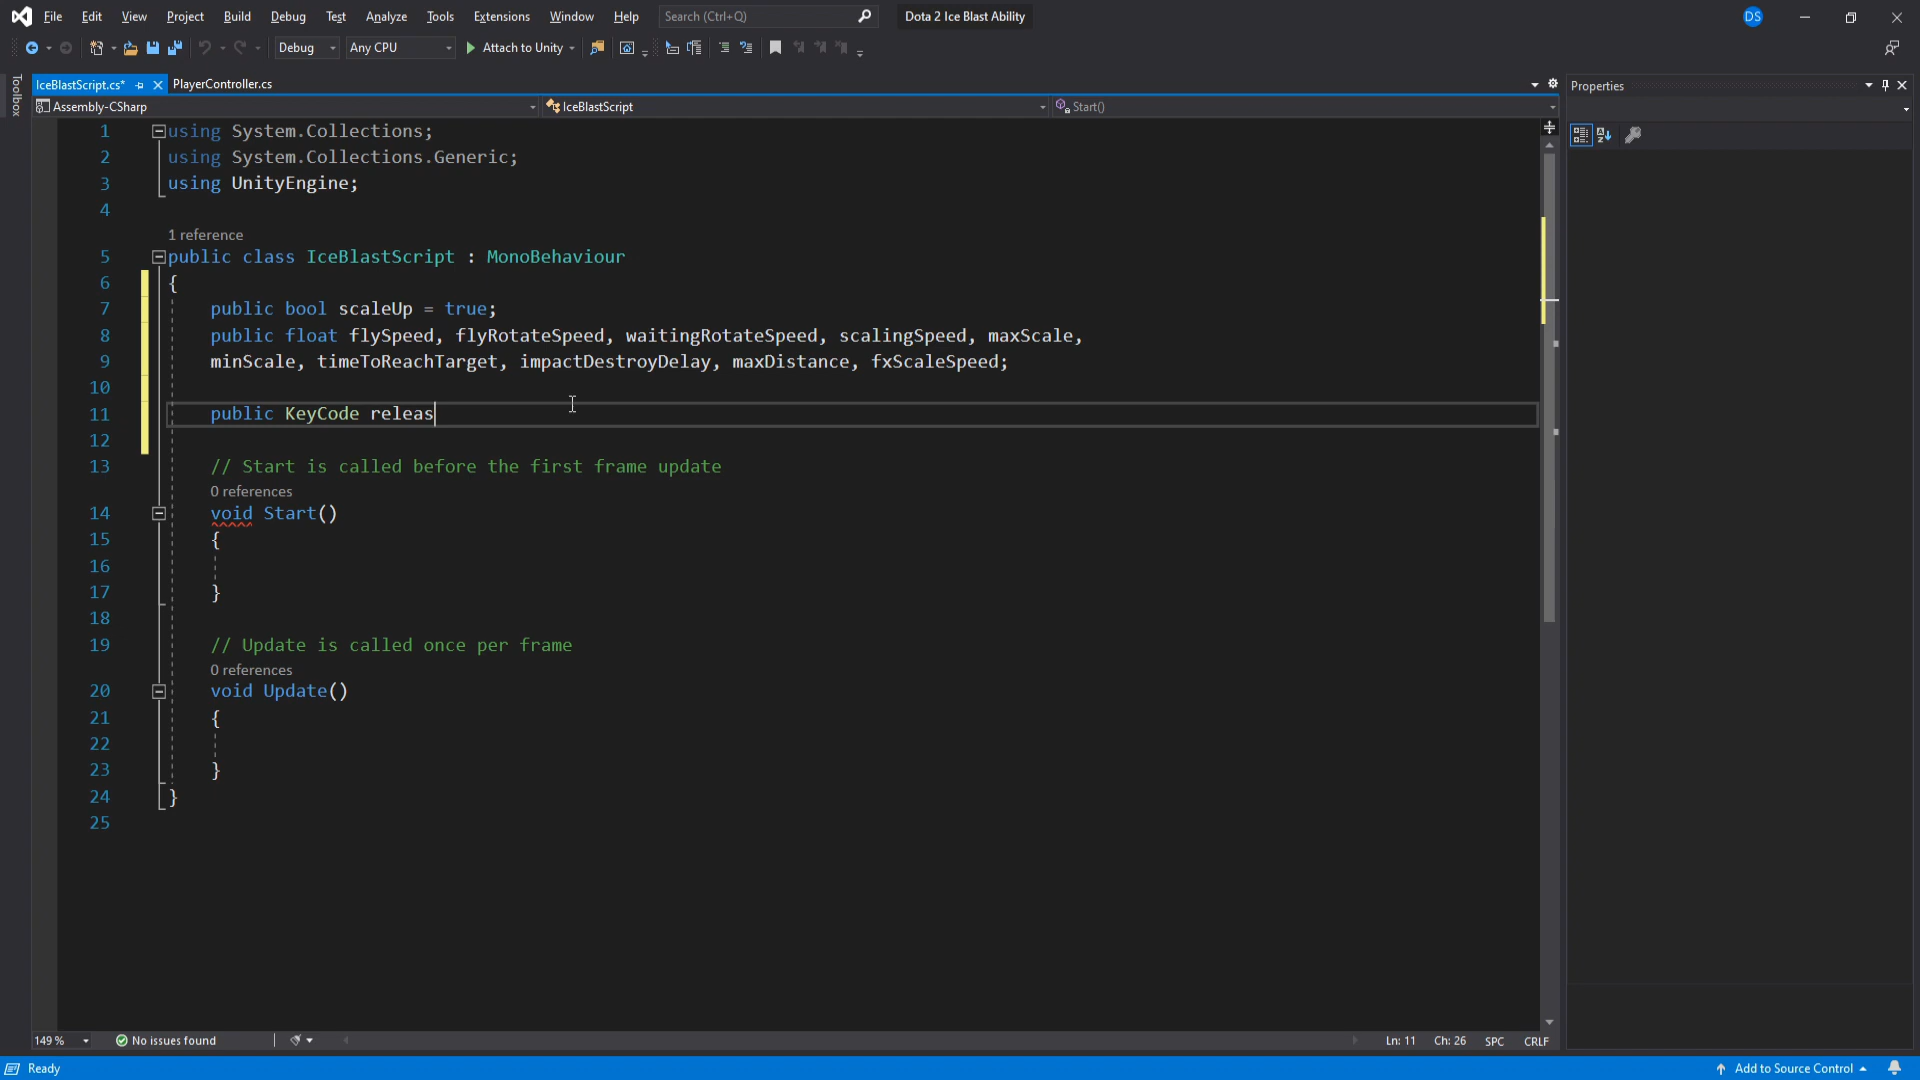 File Edit View Project Build Debug Test Analyze Tools Extensions Window Help Search (Ctrl+Q) Dota 2 Ice Blast Ability DS
Debug Any CPU Attach to Unity
Toolbox
IceBlastScript.cs* PlayerController.cs
Properties
Assembly-CSharp IceBlastScript Start()
1 using System.Collections;
2 using System.Collections.Generic;
3 using UnityEngine;
4
1 reference
5 public class IceBlastScript : MonoBehaviour
6 {
7 public bool scaleUp = true;
8 public float flySpeed, flyRotateSpeed, waitingRotateSpeed, scalingSpeed, maxScale,
9 minScale, timeToReachTarget, impactDestroyDelay, maxDistance, fxScaleSpeed;
10
11 public KeyCode releas
12
13 // Start is called before the first frame update
0 references
14 void Start()
15 {
16
17 }
18
19 // Update is called once per frame
0 references
20 void Update()
21 {
22
23 }
24 }
25
149 % No issues found Ln: 11 Ch: 26 SPC CRLF
Ready Add to Source Control